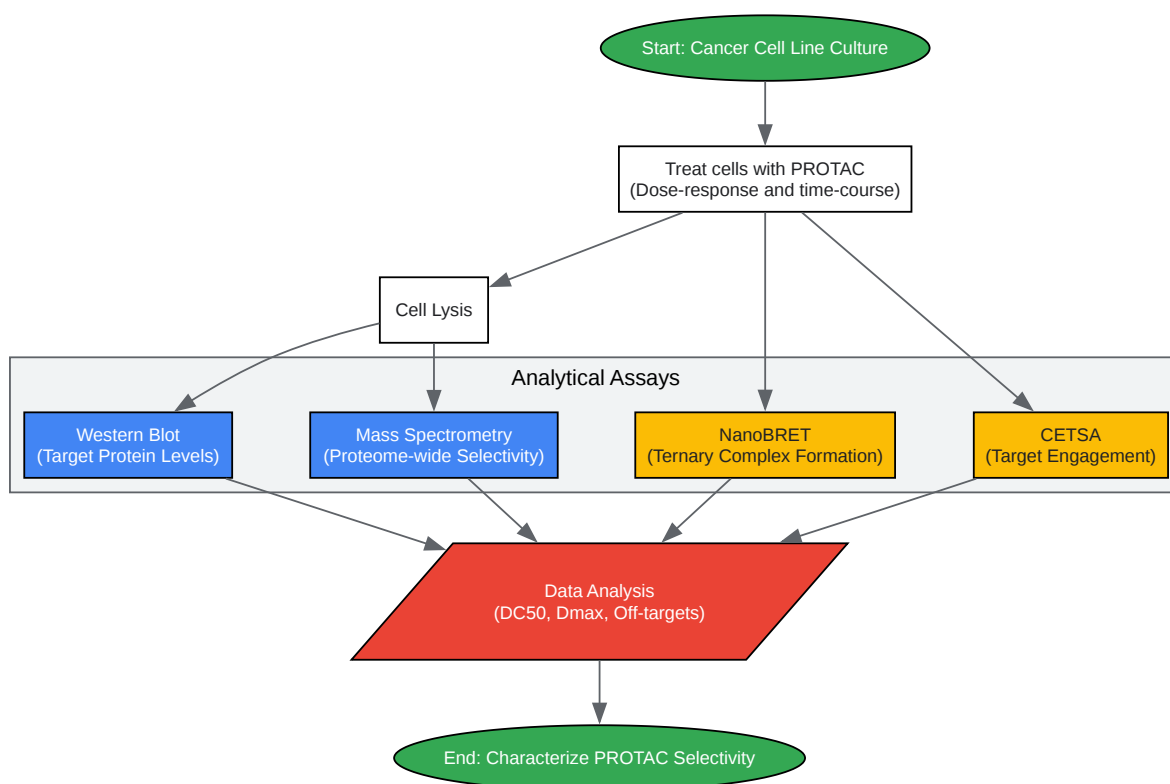 Start: Cancer Cell Line Culture
Treat cells with PROTAC
(Dose-response and time-course)
Cell Lysis
Analytical Assays
Western Blot
(Target Protein Levels)
Mass Spectrometry
(Proteome-wide Selectivity)
NanoBRET
(Ternary Complex Formation)
CETSA
(Target Engagement)
Data Analysis
(DC50, Dmax, Off-targets)
End: Characterize PROTAC Selectivity